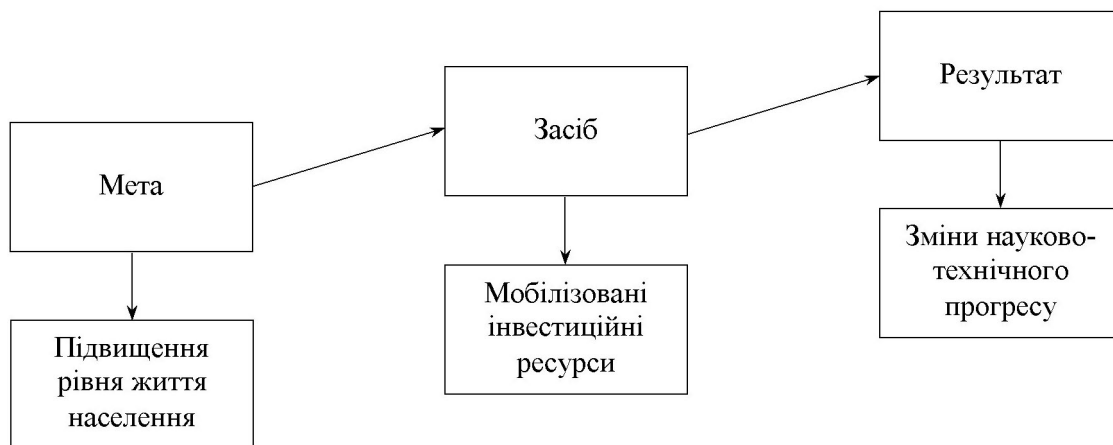 Мета
Підвищення
рівня життя
населення
Засіб
Мобілізовані
інвестиційні
ресурси
Результат
Зміни науково-
технічного
прогресу